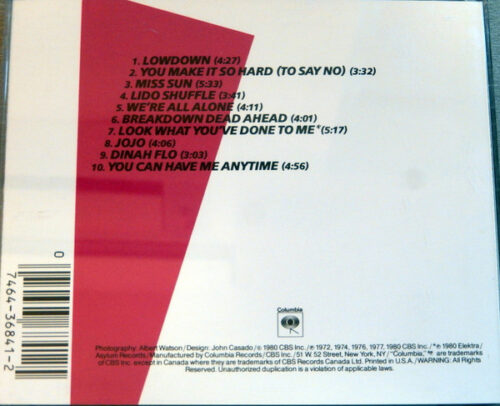 1. LOWDOWN (4:27)
2. YOU MAKE IT SO HARD (TO SAY NO) (3:32)
3. MISS SUN (5:33)
4. LIDO SHUFFLE (3:41)
5. WE'RE ALL ALONE (4:11)
6. BREAKDOWN DEAD AHEAD (4:01)
7. LOOK WHAT YOU'VE DONE TO ME*(5:17)
8. JOJO (4:06)
9. DINAH FLO (3:03)
10. YOU CAN HAVE ME ANYTIME (4:56)
0
7464-36841-2
Columbia
Photography: Albert Watson/Design: John Casado/© 1980 CBS Inc./℗ 1972, 1974, 1976, 1977, 1980 CBS Inc./*℗ 1980 Elektra/
Asylum Records/Manufactured by Columbia Records/CBS Inc./51 W. 52 Street, New York, NY/"Columbia," are trademarks
of CBS Inc. except in Canada where they are trademarks of CBS Records Canada Ltd. Printed in U.S.A./WARNING: All Rights
Reserved. Unauthorized duplication is a violation of applicable laws.